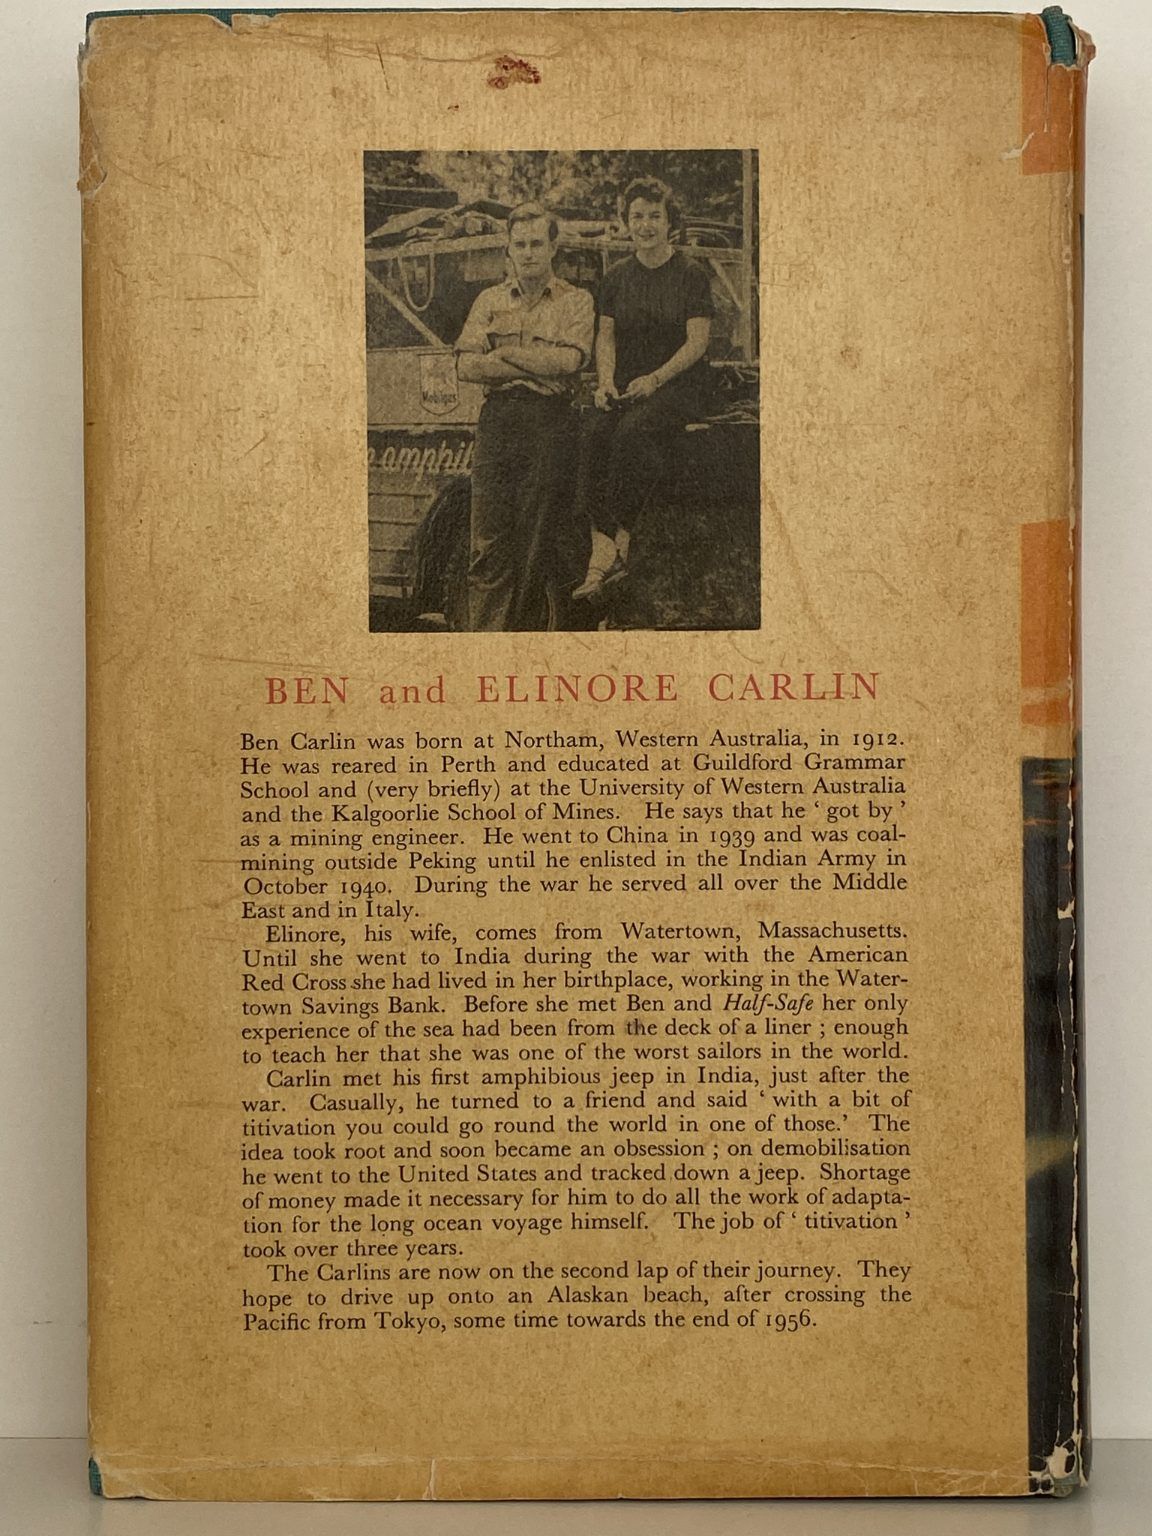 Mobilgas
amphib
BEN and ELINORE CARLIN
Ben Carlin was born at Northam, Western Australia, in 1912.
He was reared in Perth and educated at Guildford Grammar
School and (very briefly) at the University of Western Australia
and the Kalgoorlie School of Mines. He says that he ‘ got by ’
as a mining engineer. He went to China in 1939 and was coal-
mining outside Peking until he enlisted in the Indian Army in
October 1940. During the war he served all over the Middle
East and in Italy.
Elinore, his wife, comes from Watertown, Massachusetts.
Until she went to India during the war with the American
Red Cross she had lived in her birthplace, working in the Water-
town Savings Bank. Before she met Ben and Half-Safe her only
experience of the sea had been from the deck of a liner ; enough
to teach her that she was one of the worst sailors in the world.
Carlin met his first amphibious jeep in India, just after the
war. Casually, he turned to a friend and said ‘ with a bit of
titivation you could go round the world in one of those.’ The
idea took root and soon became an obsession ; on demobilisation
he went to the United States and tracked down a jeep. Shortage
of money made it necessary for him to do all the work of adapta-
tion for the long ocean voyage himself. The job of ‘ titivation ’
took over three years.
The Carlins are now on the second lap of their journey. They
hope to drive up onto an Alaskan beach, after crossing the
Pacific from Tokyo, some time towards the end of 1956.